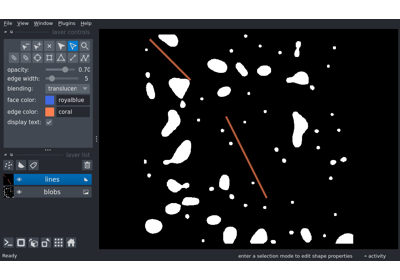 File View Window Plugins Help
layer controls
opacity: 0.70
edge width: 5
blending: translucen
face color: royalblue
edge color: coral
display text:
layer list
lines
blobs
Ready
enter a selection mode to edit shape properties
activity